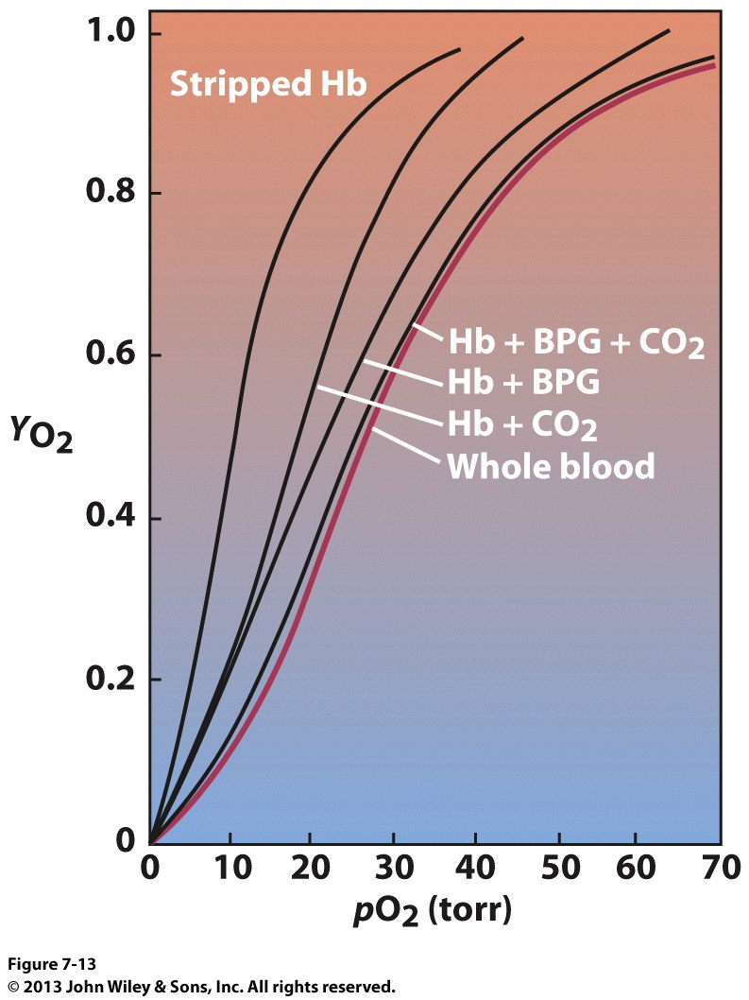 1.0
Stripped Hb
0.8
0.6
Hb + BPG + CO2
Hb + BPG
Hb + CO2
Whole blood
YO2
0.4
0.2
0
0 10 20 30 40 50 60 70
pO2 (torr)
Figure 7-13
© 2013 John Wiley & Sons, Inc. All rights reserved.